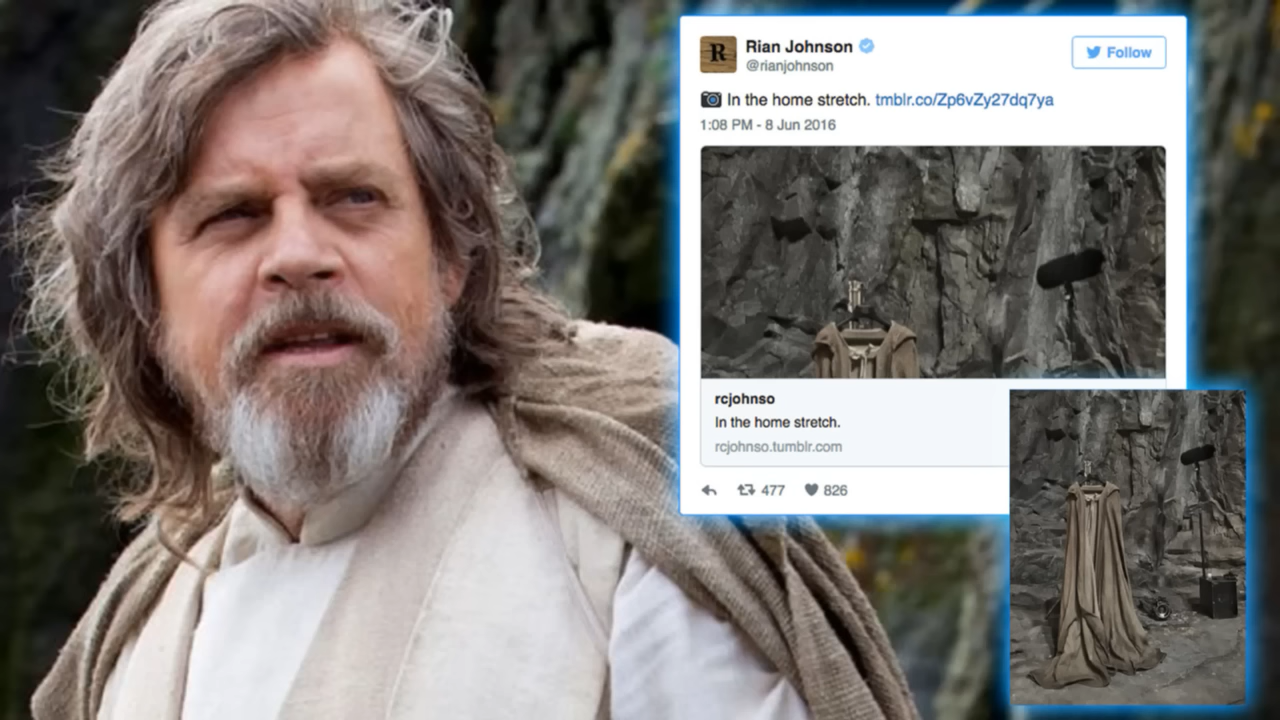 R
Rian Johnson
@rianjohnson
Follow
In the home stretch. tmblr.co/Zp6vZy27dq7ya
1:08 PM - 8 Jun 2016
rcjohnso
In the home stretch.
rcjohnso.tumblr.com
477 826